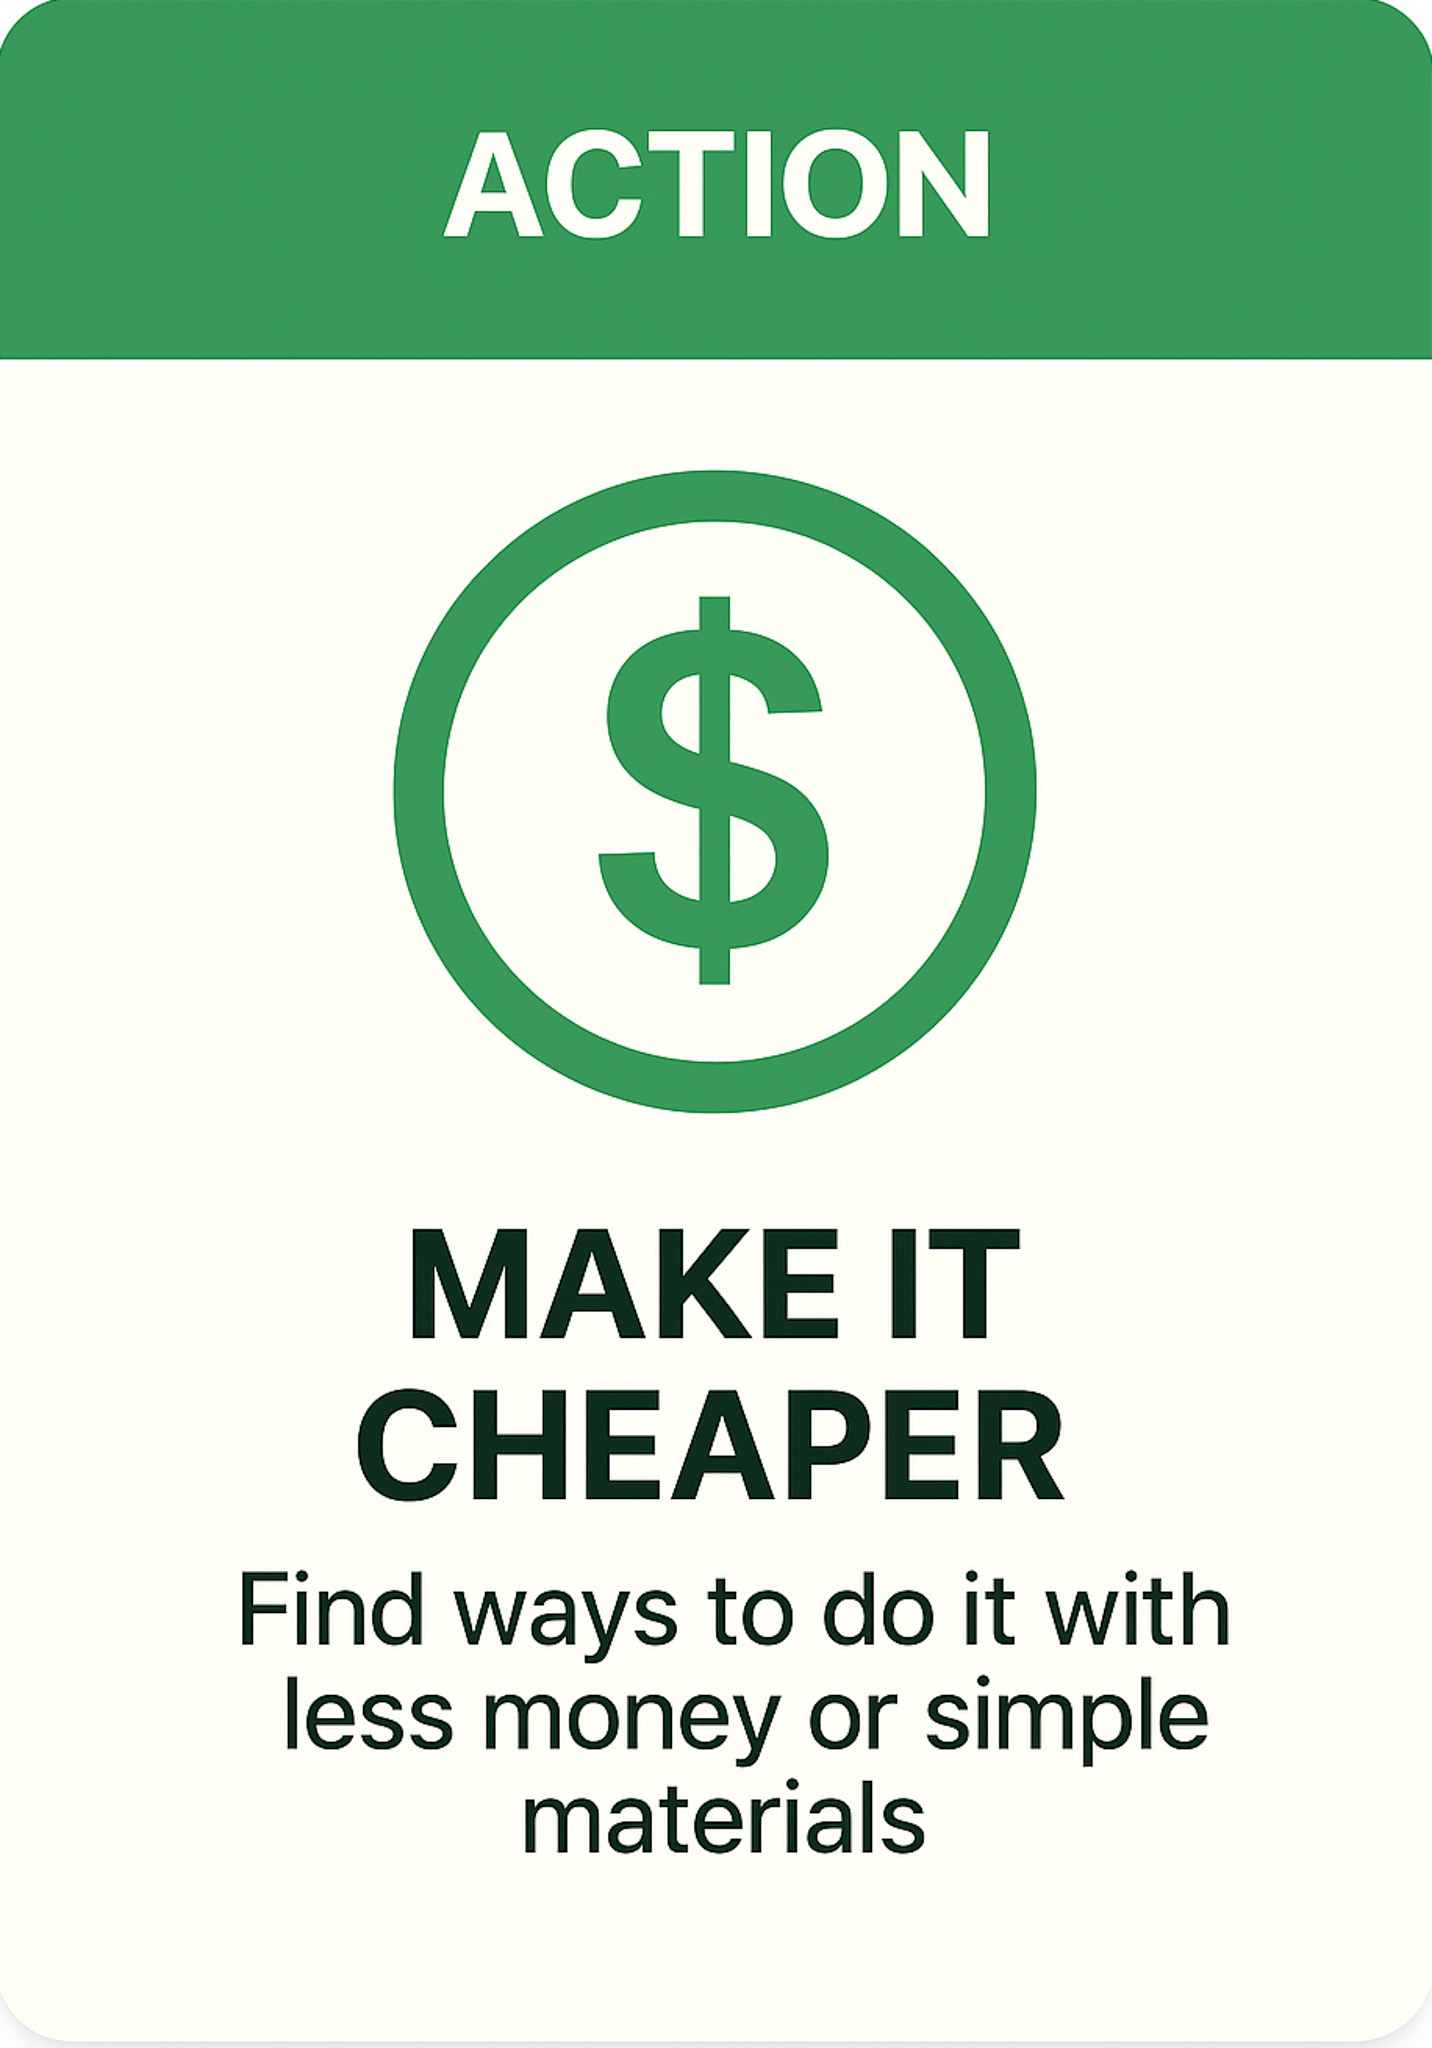 ACTION
$
MAKE IT
CHEAPER
Find ways to do it with
less money or simple
materials